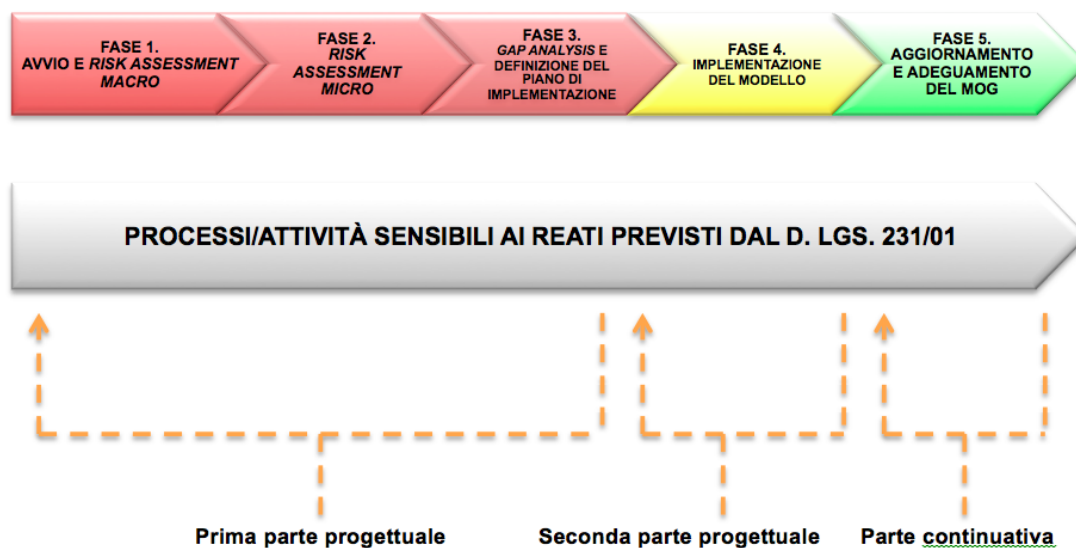 FASE 1.
AVVIO E RISK ASSESSMENT
MACRO
FASE 2.
RISK
ASSESSMENT
MICRO
FASE 3.
GAP ANALYSIS E
DEFINIZIONE DEL
PIANO DI
IMPLEMENTAZIONE
FASE 4.
IMPLEMENTAZIONE
DEL MODELLO
FASE 5.
AGGIORNAMENTO
E ADEGUAMENTO
DEL MOG
PROCESSI/ATTIVITÀ SENSIBILI AI REATI PREVISTI DAL D. LGS. 231/01
Prima parte progettuale
Seconda parte progettuale
Parte continuativa